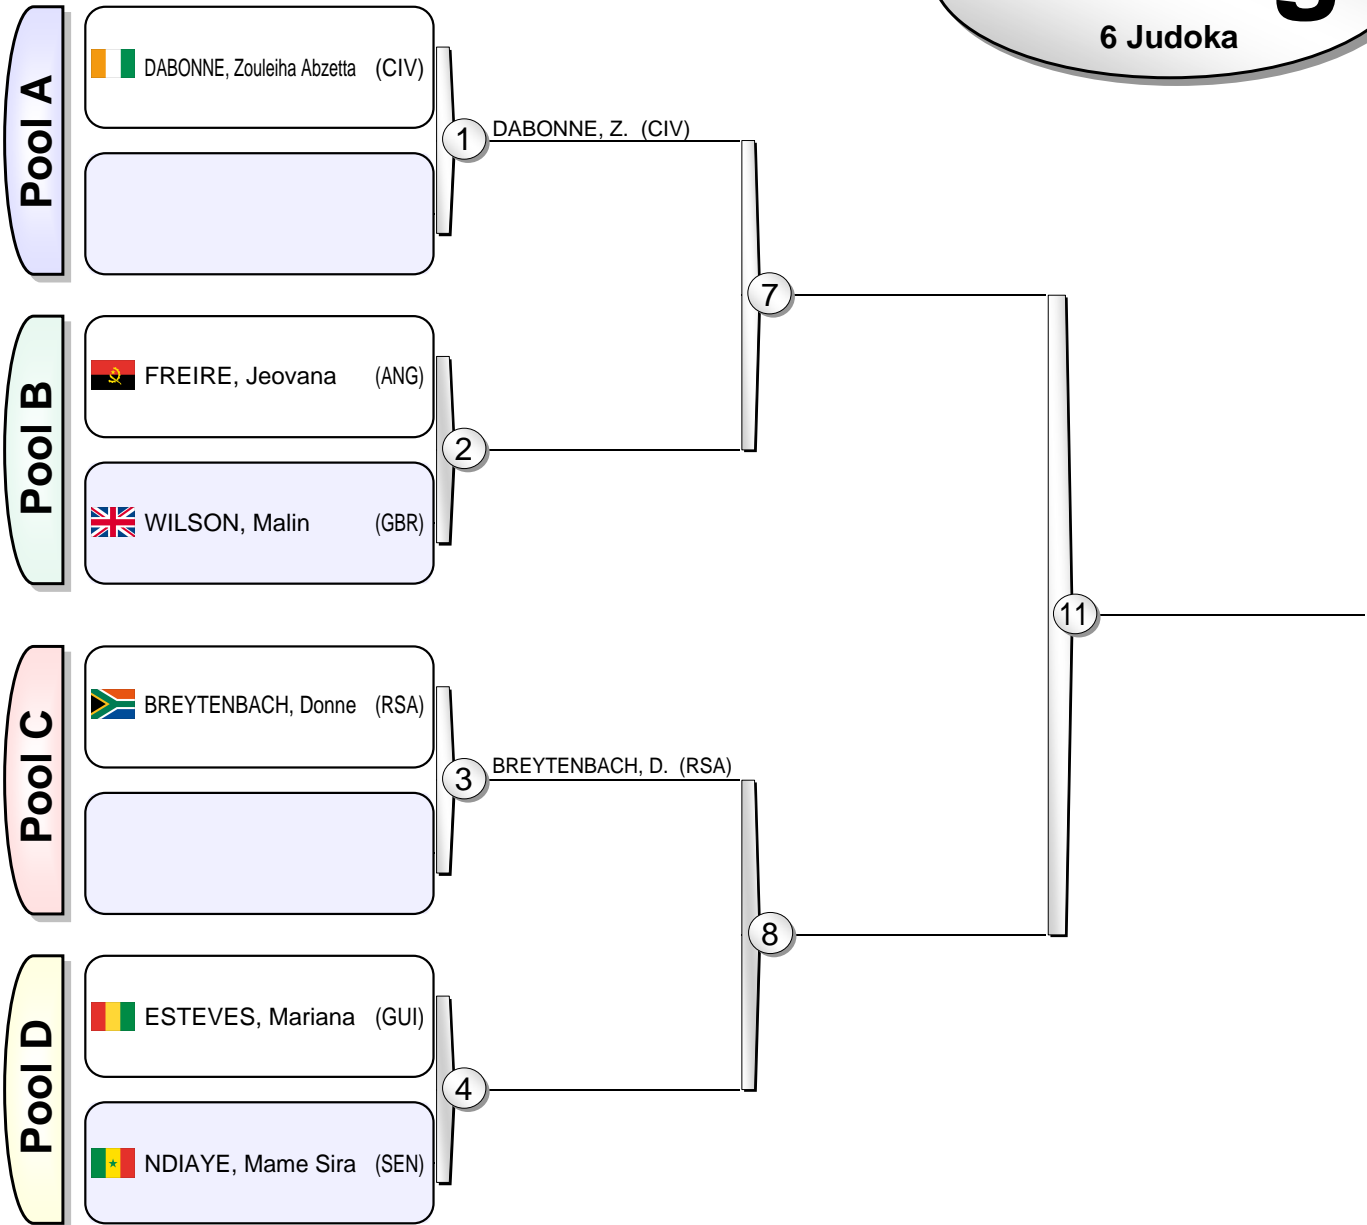 6 Judoka
Pool A
DABONNE, Zouleiha Abzetta (CIV)
1
DABONNE, Z. (CIV)
7
Pool B
FREIRE, Jeovana (ANG)
2
WILSON, Malin (GBR)
11
Pool C
BREYTENBACH, Donne (RSA)
3
BREYTENBACH, D. (RSA)
8
Pool D
ESTEVES, Mariana (GUI)
4
NDIAYE, Mame Sira (SEN)